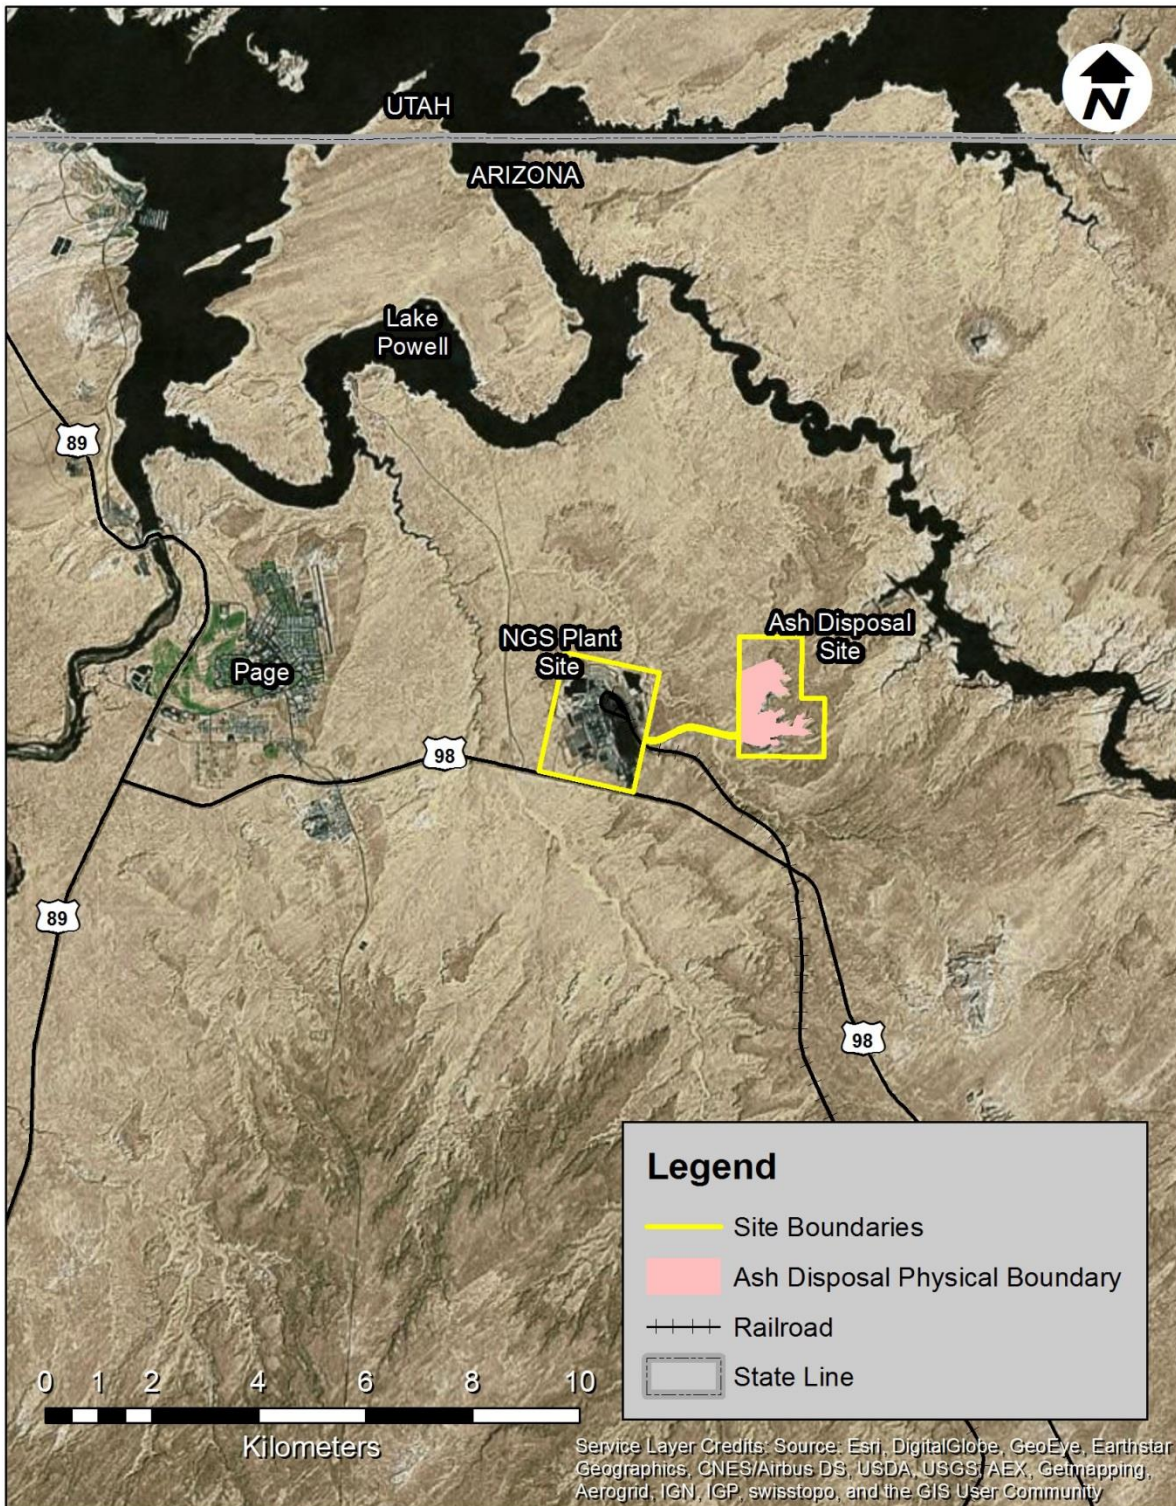 N
UTAH
ARIZONA
Lake
Powell
89
Ash Disposal
Site
NGS Plant
Site
Page
98
89
98
Legend
Site Boundaries
Ash Disposal Physical Boundary
Railroad
State Line
0 1 2 4 6 8 10
Kilometers
Service Layer Credits: Source: Esri, DigitalGlobe, GeoEye, Earthstar
Geographics, CNES/Airbus DS, USDA, USGS, AEX, Getmapping,
Aerogrid, IGN, IGP, swisstopo, and the GIS User Community